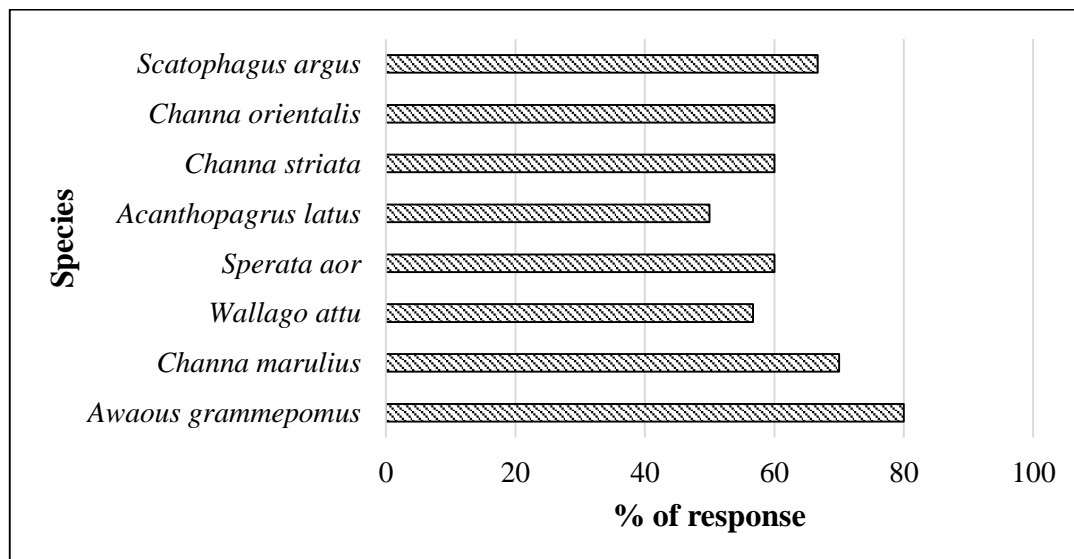 Species
Scatophagus argus
Channa orientalis
Channa striata
Acanthopagrus latus
Sperata aor
Wallago attu
Channa marulius
Awaous grammepomus
0 20 40 60 80 100
% of response